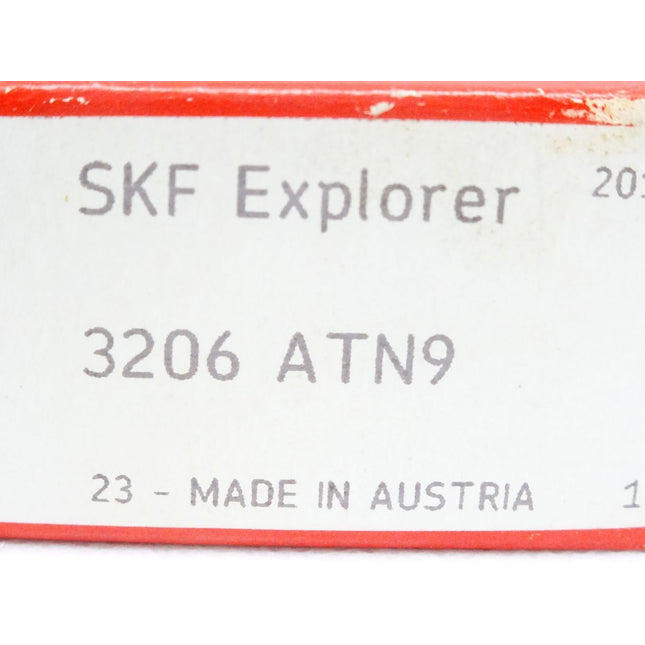 SKF Explorer
3206 ATN9
23 - MADE IN AUSTRIA